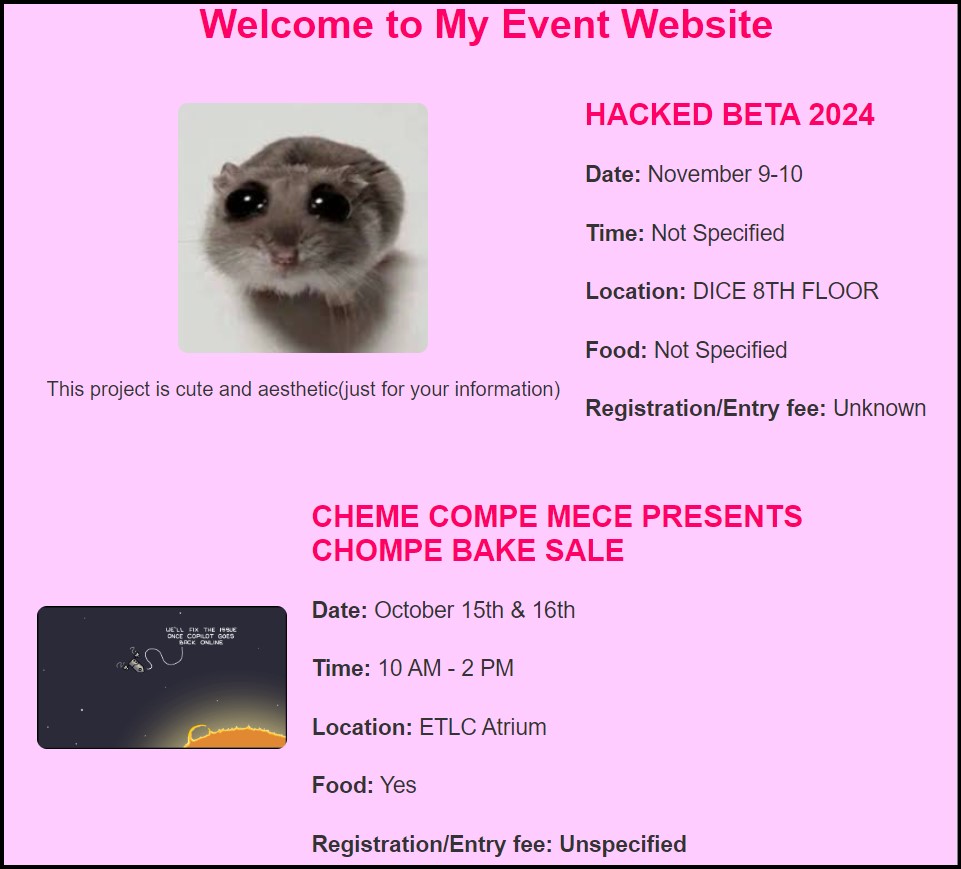 Welcome to My Event Website
HACKED BETA 2024
Date: November 9-10
Time: Not Specified
Location: DICE 8TH FLOOR
Food: Not Specified
Registration/Entry fee: Unknown
This project is cute and aesthetic(just for your information)
CHEME COMPE MECE PRESENTS
CHOMPE BAKE SALE
Date: October 15th & 16th
Time: 10 AM - 2 PM
Location: ETLC Atrium
Food: Yes
Registration/Entry fee: Unspecified
WE'LL FIX THE ISSUE
ONCE COPILOT GOES
BACK ONLINE